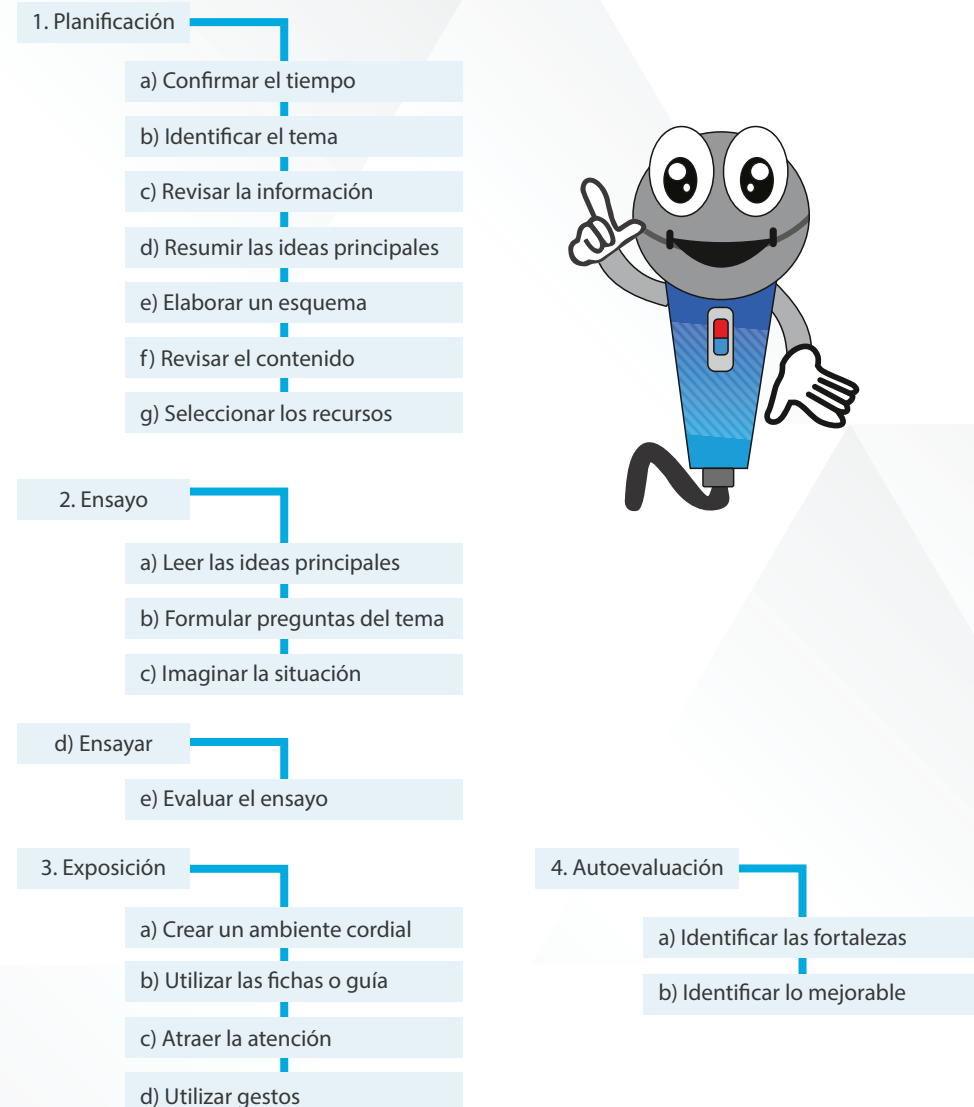 1. Planificación
a) Confirmar el tiempo
b) Identificar el tema
c) Revisar la información
d) Resumir las ideas principales
e) Elaborar un esquema
f) Revisar el contenido
g) Seleccionar los recursos
2. Ensayo
a) Leer las ideas principales
b) Formular preguntas del tema
c) Imaginar la situación
d) Ensayar
e) Evaluar el ensayo
3. Exposición
a) Crear un ambiente cordial
b) Utilizar las fichas o guía
c) Atraer la atención
d) Utilizar gestos
4. Autoevaluación
a) Identificar las fortalezas
b) Identificar lo mejorable